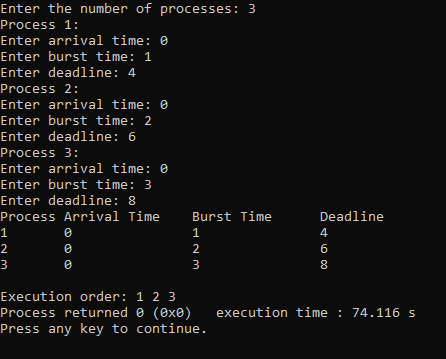 Enter the number of processes: 3
Process 1:
Enter arrival time: 0
Enter burst time: 1
Enter deadline: 4
Process 2:
Enter arrival time: 0
Enter burst time: 2
Enter deadline: 6
Process 3:
Enter arrival time: 0
Enter burst time: 3
Enter deadline: 8
Process Arrival Time    Burst Time      Deadline
1       0               1               4
2       0               2               6
3       0               3               8

Execution order: 1 2 3
Process returned 0 (0x0)   execution time : 74.116 s
Press any key to continue.